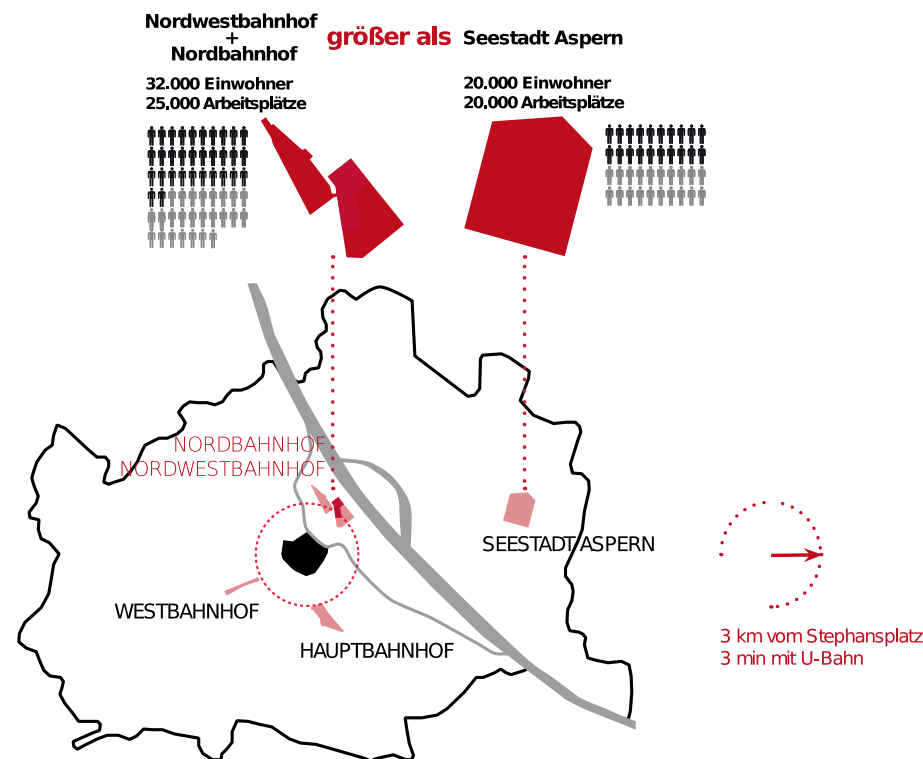 Nordwestbahnhof
+
Nordbahnhof
größer als Seestadt Aspern
32.000 Einwohner
25.000 Arbeitsplätze
20.000 Einwohner
20.000 Arbeitsplätze
NORDBAHNHOF
NORDWESTBAHNHOF
SEESTADT ASPERN
WESTBAHNHOF
HAUPTBAHNHOF
3 km vom Stephansplatz
3 min mit U-Bahn